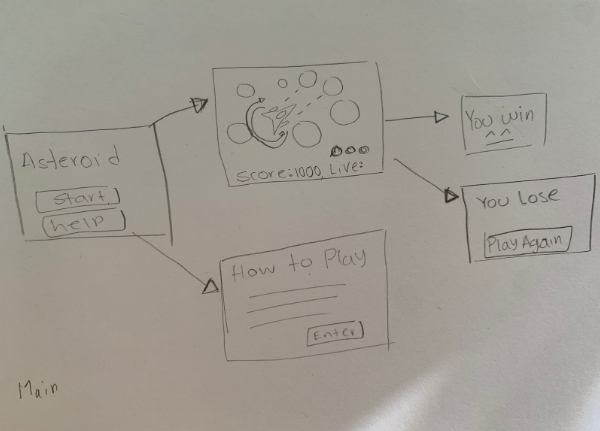 Asteroid
start
help
Score:1000, Live:
How to Play
Enter
You win
You Lose
Play Again
Main